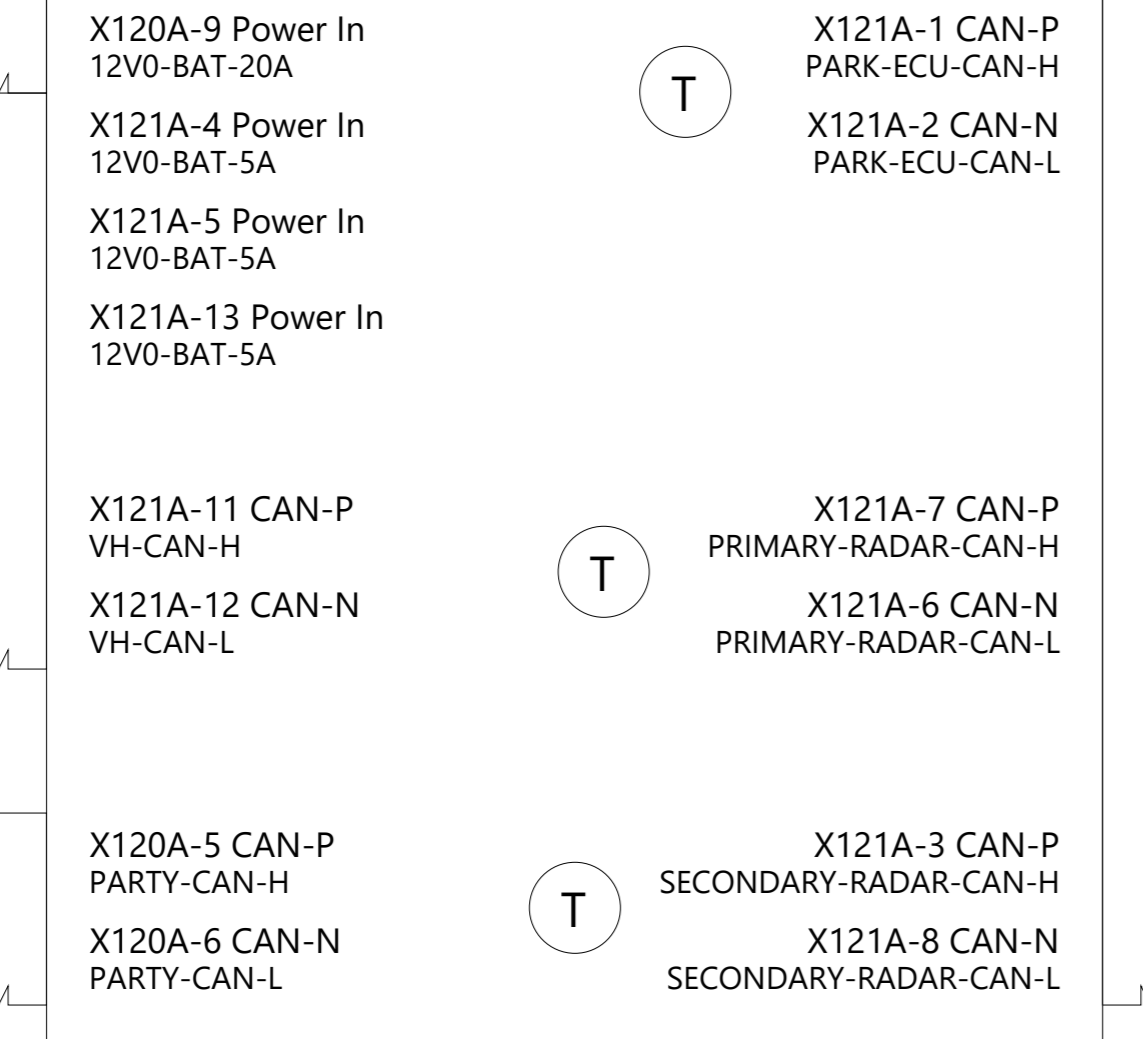 X120A-9 Power In
12V0-BAT-20A
X121A-4 Power In
12V0-BAT-5A
X121A-5 Power In
12V0-BAT-5A
X121A-13 Power In
12V0-BAT-5A
T
X121A-1 CAN-P
PARK-ECU-CAN-H
X121A-2 CAN-N
PARK-ECU-CAN-L
X121A-11 CAN-P
VH-CAN-H
X121A-12 CAN-N
VH-CAN-L
T
X121A-7 CAN-P
PRIMARY-RADAR-CAN-H
X121A-6 CAN-N
PRIMARY-RADAR-CAN-L
X120A-5 CAN-P
PARTY-CAN-H
X120A-6 CAN-N
PARTY-CAN-L
T
X121A-3 CAN-P
SECONDARY-RADAR-CAN-H
X121A-8 CAN-N
SECONDARY-RADAR-CAN-L